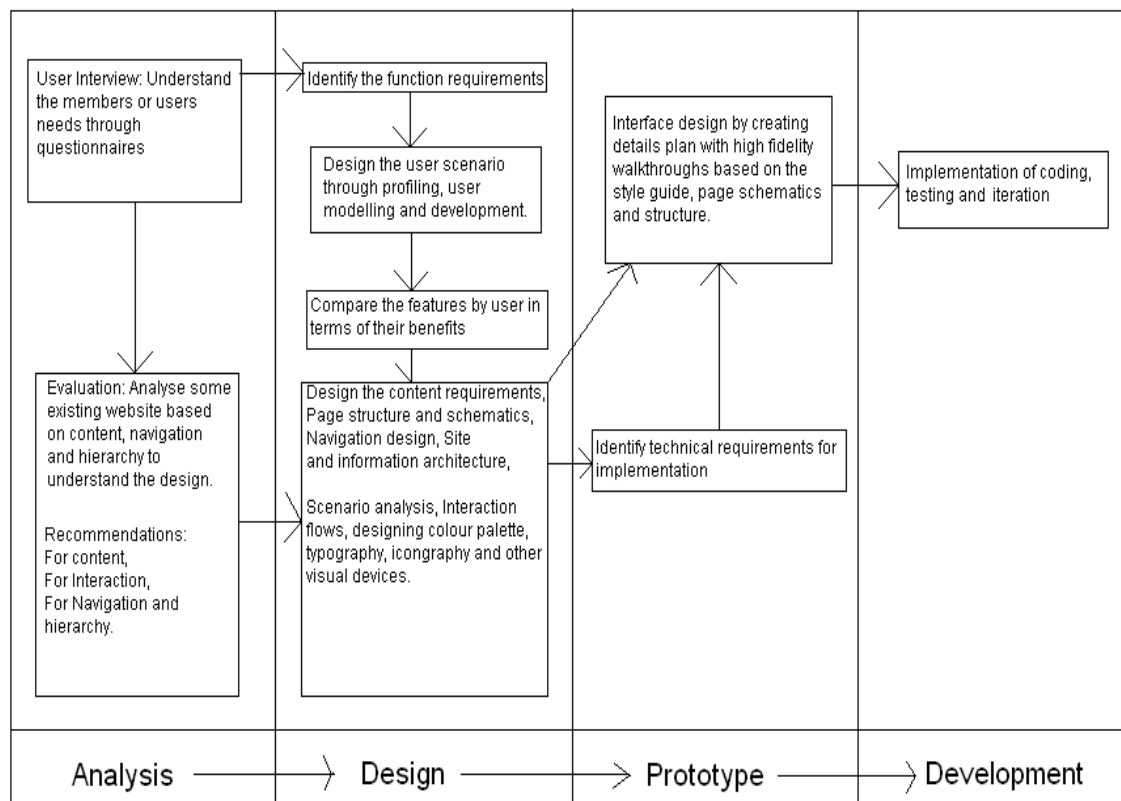 User Interview: Understand
the members or users
needs through
questionnaires
Evaluation: Analyse some
existing website based
on content, navigation
and hierarchy to
understand the design.
Recommendations:
For content,
For Interaction,
For Navigation and
hierarchy.
Identify the function requirements
Design the user scenario
through profiling, user
modelling and development.
Compare the features by user in
terms of their benefits
Design the content requirements,
Page structure and schematics,
Navigation design, Site
and information architecture,
Scenario analysis, Interaction
flows, designing colour palette,
typography, icongraphy and other
visual devices.
Interface design by creating
details plan with high fidelity
walkthroughs based on the
style guide, page schematics
and structure.
Identify technical requirements for
implementation
Implementation of coding,
testing and iteration
Analysis
Design
Prototype
Development